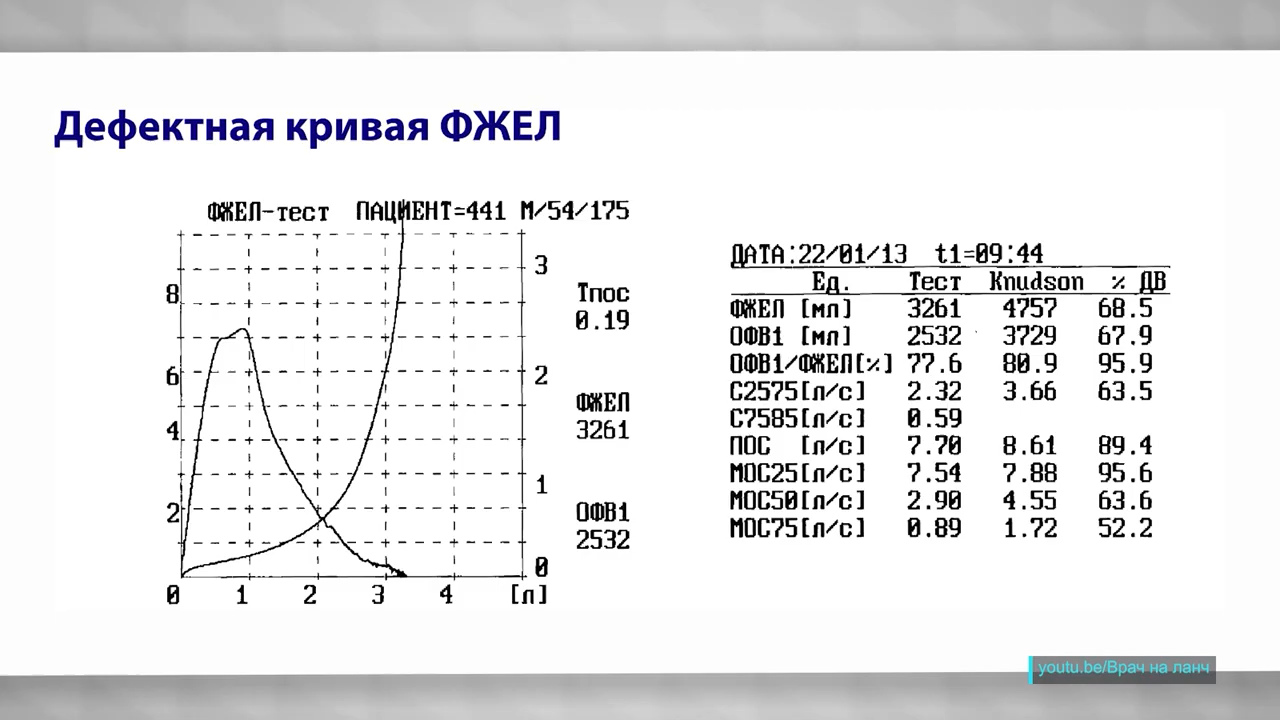 Дефектная кривая ФЖЕЛ
ФЖЕЛ-тест ПАЦИЕНТ=441 М/54/175
8
6
4
2
0 1 2 3 4 [л]
3
2
1
0
Тпос
0.19
ФЖЕЛ
3261
ОФВ1
2532
ДАТА:22/01/13 t1=09:44
Ед. Тест Knudson % ДВ
ФЖЕЛ [мл] 3261 4757 68.5
ОФВ1 [мл] 2532 3729 67.9
ОФВ1/ФЖЕЛ[%] 77.6 80.9 95.9
С2575[л/с] 2.32 3.66 63.5
С7585[л/с] 0.59
ПОС [л/с] 7.70 8.61 89.4
МОС25[л/с] 7.54 7.88 95.6
МОС50[л/с] 2.90 4.55 63.6
МОС75[л/с] 0.89 1.72 52.2
youtu.be/Врач на ланч